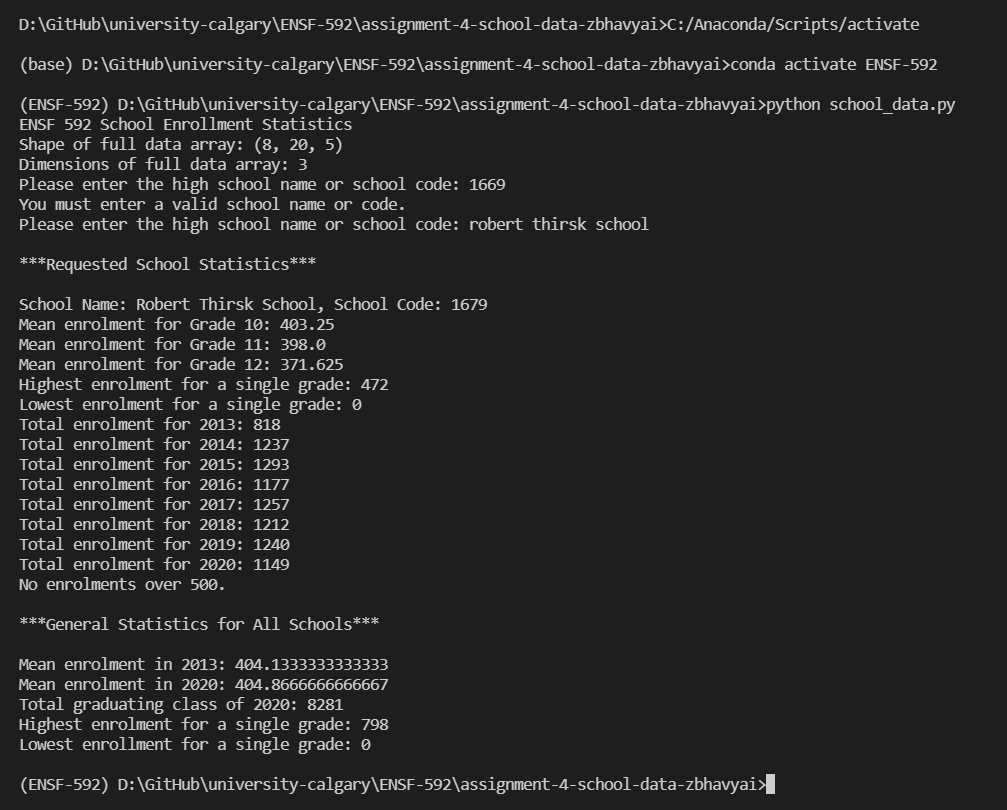 D:\GitHub\university-calgary\ENSF-592\assignment-4-school-data-zbhavyai>C:/Anaconda/Scripts/activate
(base) D:\GitHub\university-calgary\ENSF-592\assignment-4-school-data-zbhavyai>conda activate ENSF-592
(ENSF-592) D:\GitHub\university-calgary\ENSF-592\assignment-4-school-data-zbhavyai>python school_data.py
ENSF 592 School Enrollment Statistics
Shape of full data array: (8, 20, 5)
Dimensions of full data array: 3
Please enter the high school name or school code: 1669
You must enter a valid school name or code.
Please enter the high school name or school code: robert thirsk school
***Requested School Statistics***
School Name: Robert Thirsk School, School Code: 1679
Mean enrolment for Grade 10: 403.25
Mean enrolment for Grade 11: 398.0
Mean enrolment for Grade 12: 371.625
Highest enrolment for a single grade: 472
Lowest enrolment for a single grade: 0
Total enrolment for 2013: 818
Total enrolment for 2014: 1237
Total enrolment for 2015: 1293
Total enrolment for 2016: 1177
Total enrolment for 2017: 1257
Total enrolment for 2018: 1212
Total enrolment for 2019: 1240
Total enrolment for 2020: 1149
No enrolments over 500.
***General Statistics for All Schools***
Mean enrolment in 2013: 404.1333333333333
Mean enrolment in 2020: 404.8666666666667
Total graduating class of 2020: 8281
Highest enrolment for a single grade: 798
Lowest enrollment for a single grade: 0
(ENSF-592) D:\GitHub\university-calgary\ENSF-592\assignment-4-school-data-zbhavyai>